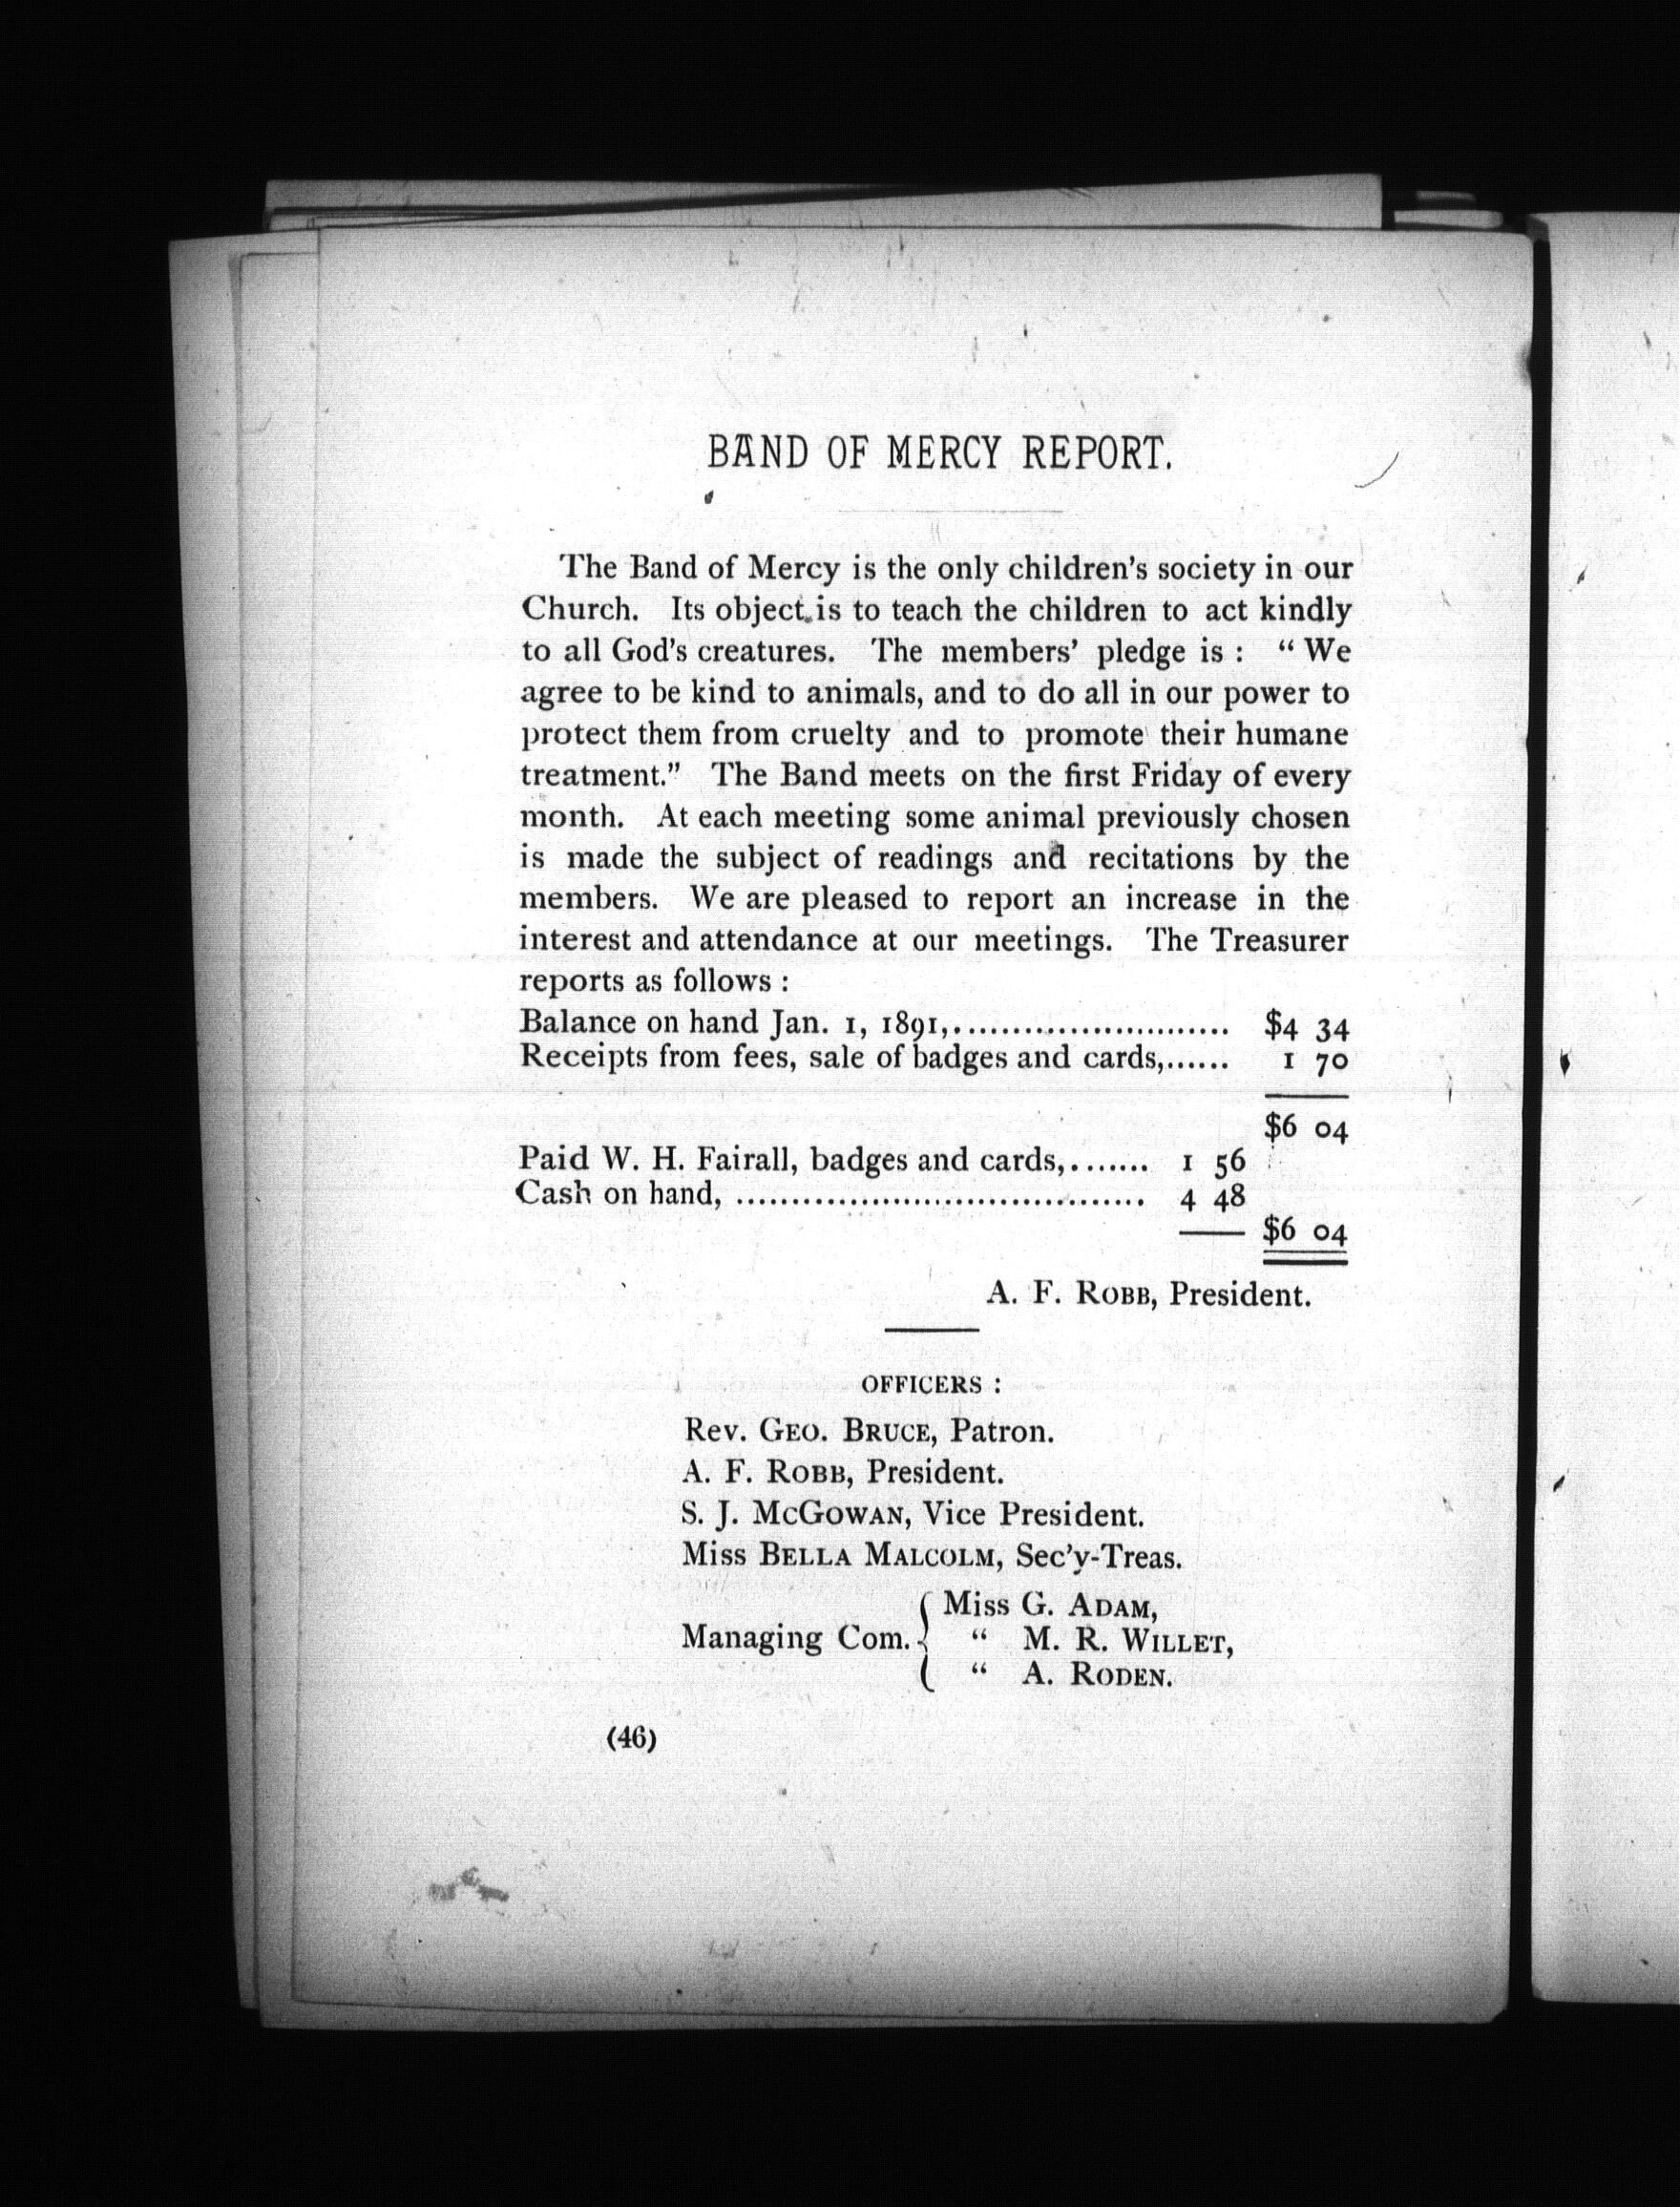 BAND OF MERCY REPORT.
The Band of Mercy is the only children's society in our
Church. Its object is to teach the children to act kindly
to all God's creatures. The members' pledge is : " We
agree to be kind to animals, and to do all in our power to
protect them from cruelty and to promote their humane
treatment." The Band meets on the first Friday of every
month. At each meeting some animal previously chosen
is made the subject of readings and recitations by the
members. We are pleased to report an increase in the
interest and attendance at our meetings. The Treasurer
reports as follows :
Balance on hand Jan. 1, 1891,........................ $4 34
Receipts from fees, sale of badges and cards,...... 1 70
$6 04
Paid W. H. Fairall, badges and cards,....... 1 56
Cash on hand, ..................................... 4 48
$6 04
A. F. ROBB, President.
OFFICERS :
Rev. GEO. BRUCE, Patron.
A. F. ROBB, President.
S. J. MCGOWAN, Vice President.
Miss BELLA MALCOLM, Sec'y-Treas.
Managing Com. { Miss G. ADAM,
" M. R. WILLET,
" A. RODEN.
(46)